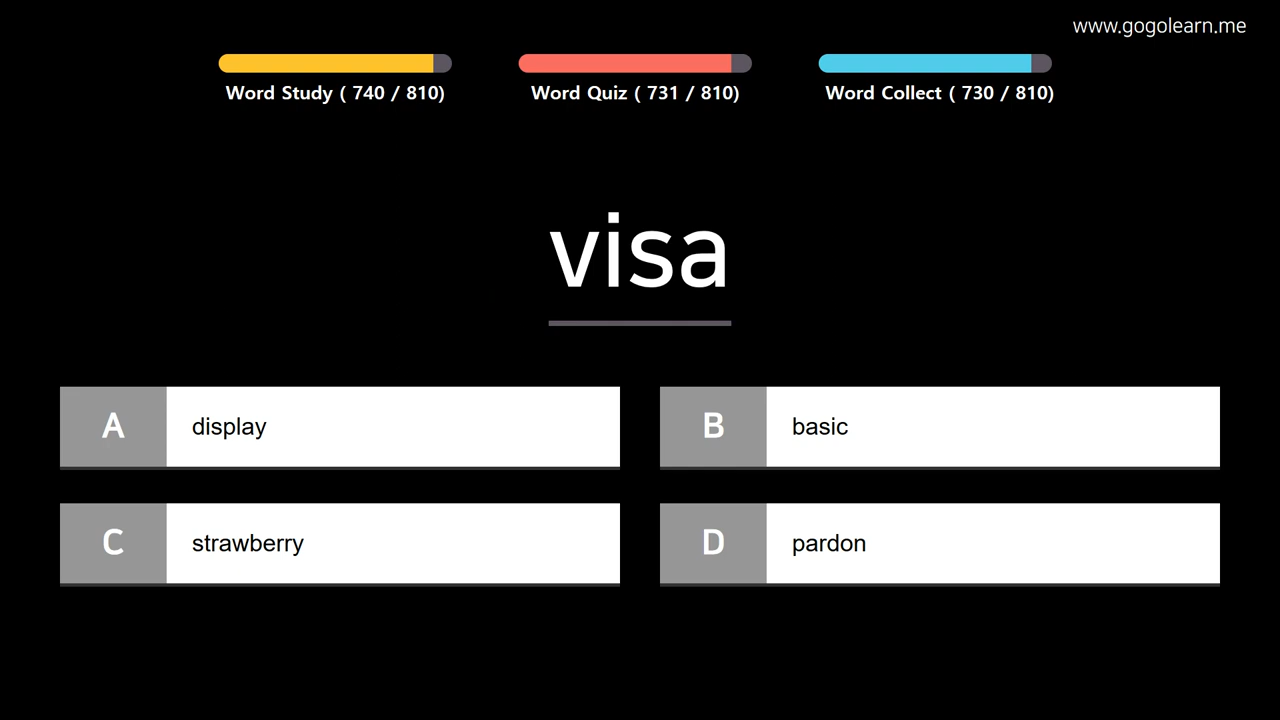 www.gogolearn.me
Word Study ( 740 / 810)
Word Quiz ( 731 / 810)
Word Collect ( 730 / 810)
visa
A
display
B
basic
C
strawberry
D
pardon